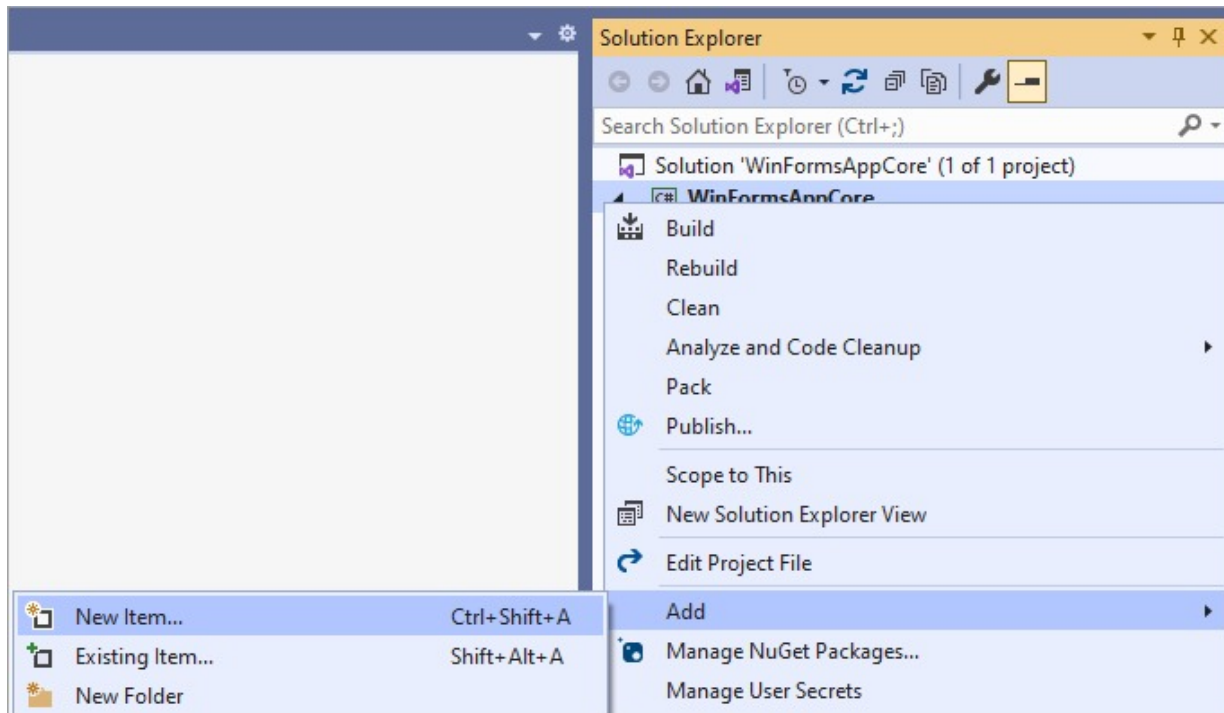 Solution Explorer
Search Solution Explorer (Ctrl+;)
Solution 'WinFormsAppCore' (1 of 1 project)
C# WinFormsAppCore
Build
Rebuild
Clean
Analyze and Code Cleanup
Pack
Publish...
Scope to This
New Solution Explorer View
Edit Project File
Add
Manage NuGet Packages...
Manage User Secrets
New Item... Ctrl+Shift+A
Existing Item... Shift+Alt+A
New Folder